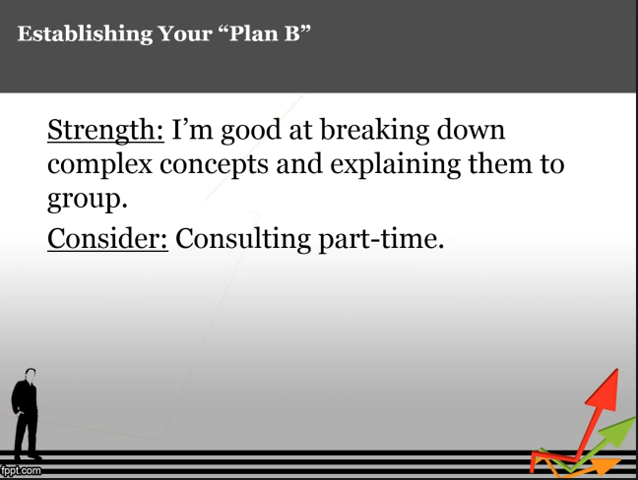 Establishing Your “Plan B”
Strength: I’m good at breaking down
complex concepts and explaining them to
group.
Consider: Consulting part-time.
fppt.com